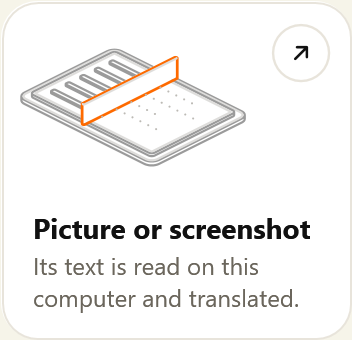 Picture or screenshot
Its text is read on this
computer and translated.